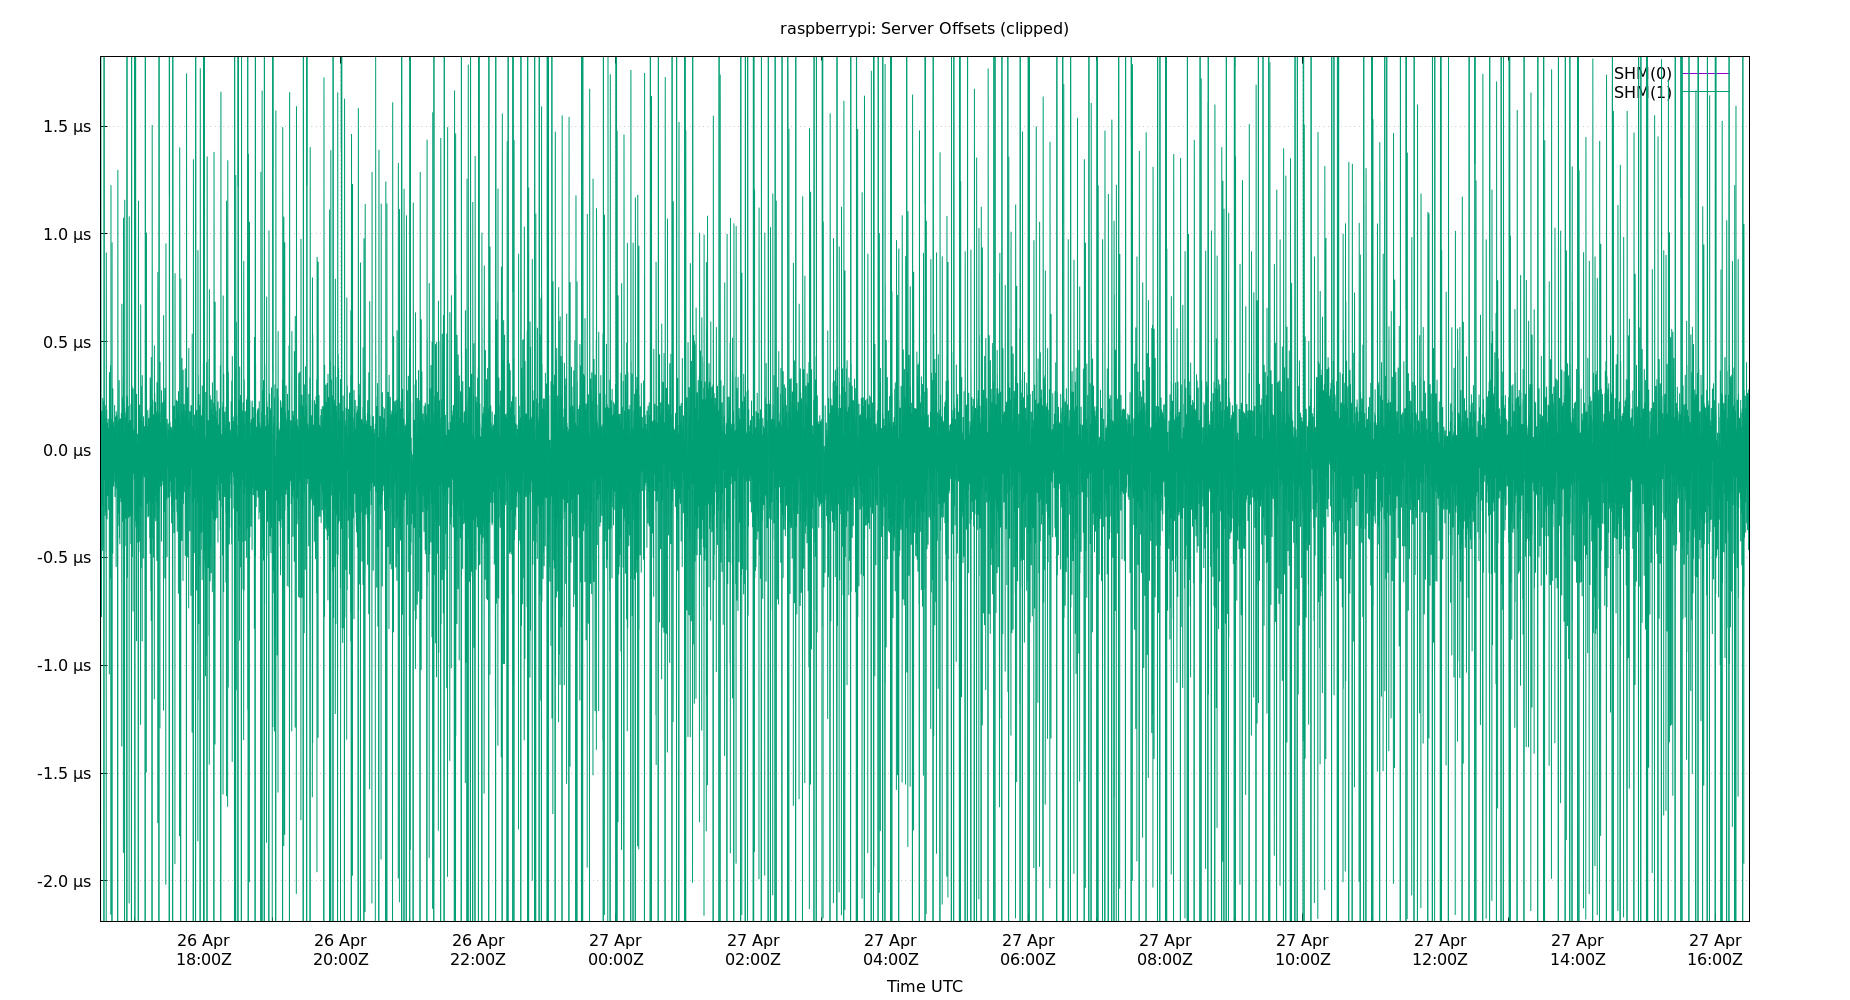 raspberrypi: Server Offsets (clipped)
SHM(0)
SHM(1)
1.5 µs
1.0 µs
0.5 µs
0.0 µs
-0.5 µs
-1.0 µs
-1.5 µs
-2.0 µs
26 Apr 26 Apr 26 Apr 27 Apr 27 Apr 27 Apr 27 Apr 27 Apr 27 Apr 27 Apr 27 Apr 27 Apr
18:00Z 20:00Z 22:00Z 00:00Z 02:00Z 04:00Z 06:00Z 08:00Z 10:00Z 12:00Z 14:00Z 16:00Z
Time UTC